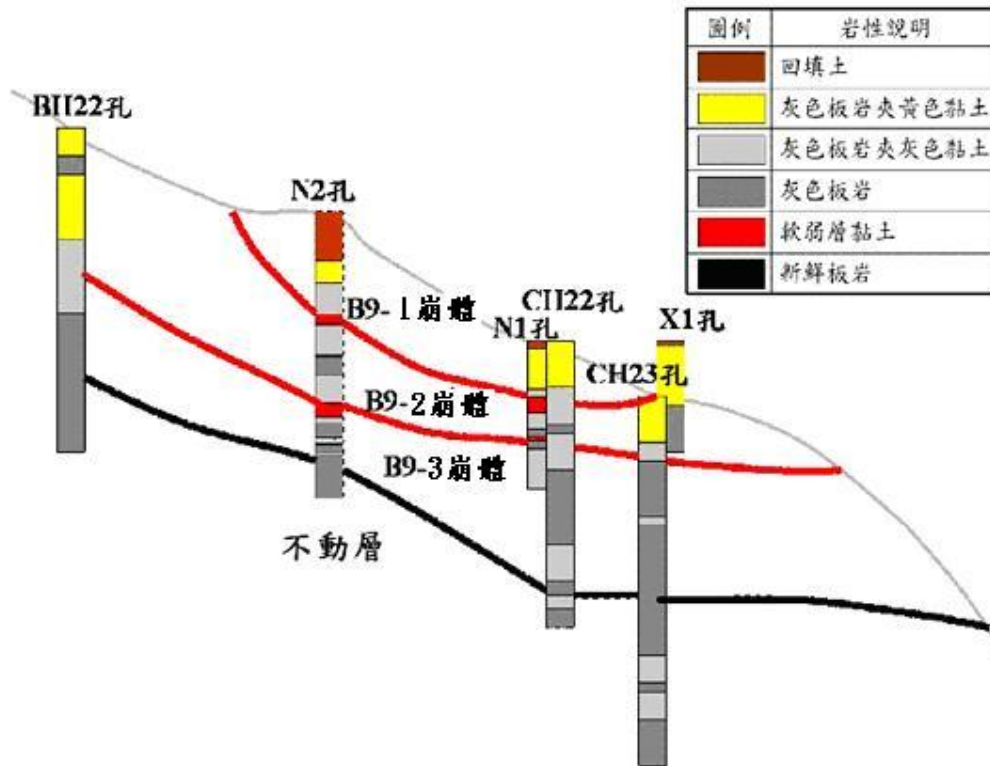 圖例 岩性說明
回填土
灰色板岩夾黃色黏土
灰色板岩夾灰色黏土
灰色板岩
軟弱層黏土
新鮮板岩
BH22孔
N2孔
B9-1崩體
CH22孔
N1孔
X1孔
CH23孔
B9-2崩體
B9-3崩體
不動層